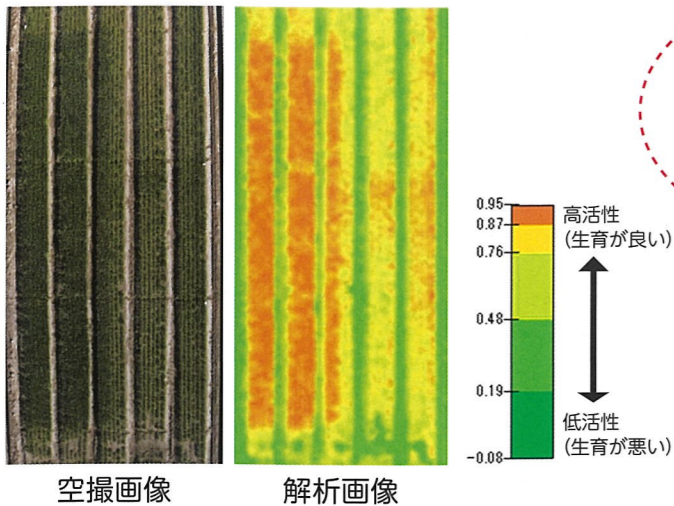 0.95
0.87
0.76
0.48
0.19
-0.08
高活性
(生育が良い)
低活性
(生育が悪い)
空撮画像
解析画像